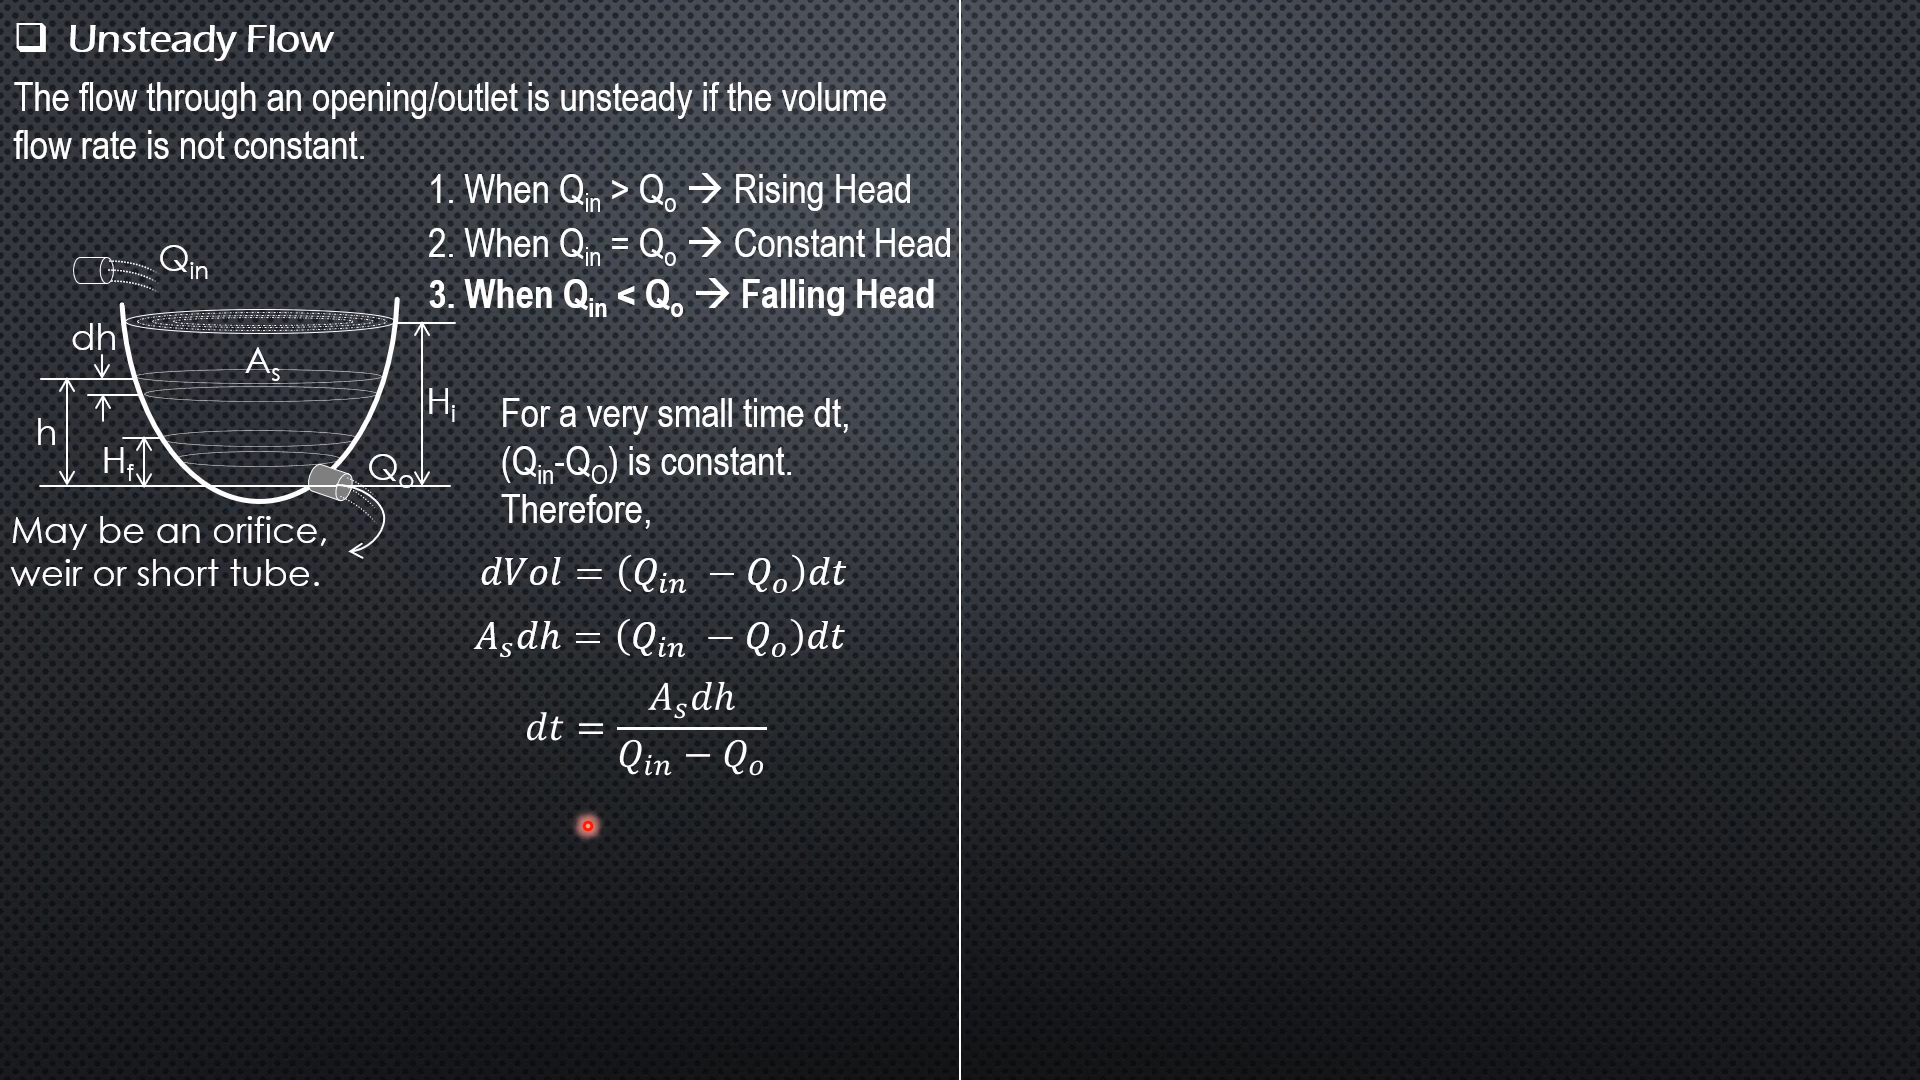 ❑ Unsteady Flow
The flow through an opening/outlet is unsteady if the volume
flow rate is not constant.
1. When Qin > Qo → Rising Head
2. When Qin = Qo → Constant Head
3. When Qin < Qo → Falling Head
Qin
dh
As
Hi
h
Hf
Qo
May be an orifice,
weir or short tube.
For a very small time dt,
(Qin-QO) is constant.
Therefore,
dVol = (Qin − Qo)dt
Asdh = (Qin − Qo)dt
dt = Asdh / Qin − Qo